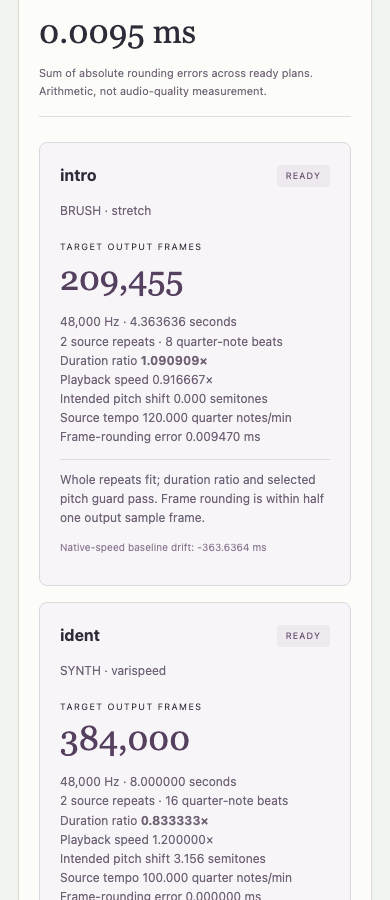 0.0095 ms
Sum of absolute rounding errors across ready plans.
Arithmetic, not audio-quality measurement.
intro
READY
BRUSH · stretch
TARGET OUTPUT FRAMES
209,455
48,000 Hz · 4.363636 seconds
2 source repeats · 8 quarter-note beats
Duration ratio 1.090909×
Playback speed 0.916667×
Intended pitch shift 0.000 semitones
Source tempo 120.000 quarter notes/min
Frame-rounding error 0.009470 ms
Whole repeats fit; duration ratio and selected
pitch guard pass. Frame rounding is within half
one output sample frame.
Native-speed baseline drift: -363.6364 ms
ident
READY
SYNTH · varispeed
TARGET OUTPUT FRAMES
384,000
48,000 Hz · 8.000000 seconds
2 source repeats · 16 quarter-note beats
Duration ratio 0.833333×
Playback speed 1.200000×
Intended pitch shift 3.156 semitones
Source tempo 100.000 quarter notes/min
Frame-rounding error 0.000000 ms